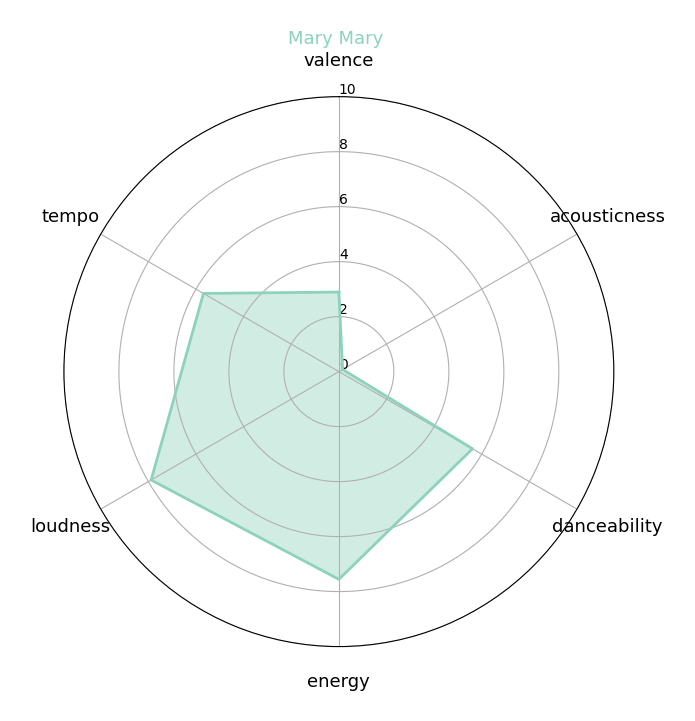 Mary Mary
valence
10
8
6
4
2
0
tempo
acousticness
loudness
danceability
energy